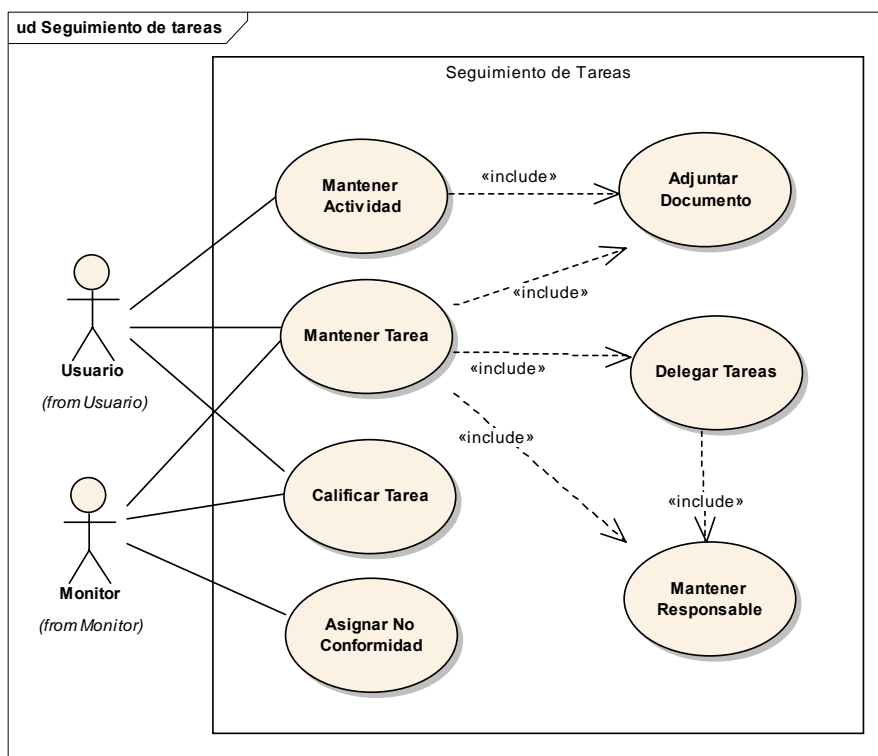 ud Seguimiento de tareas
Seguimiento de Tareas
Mantener
Actividad
«include»
Adjuntar
Documento
«include»
Mantener Tarea
Usuario
(from Usuario)
«include»
Delegar Tareas
«include»
Calificar Tarea
«include»
Monitor
(from Monitor)
Asignar No
Conformidad
Mantener
Responsable